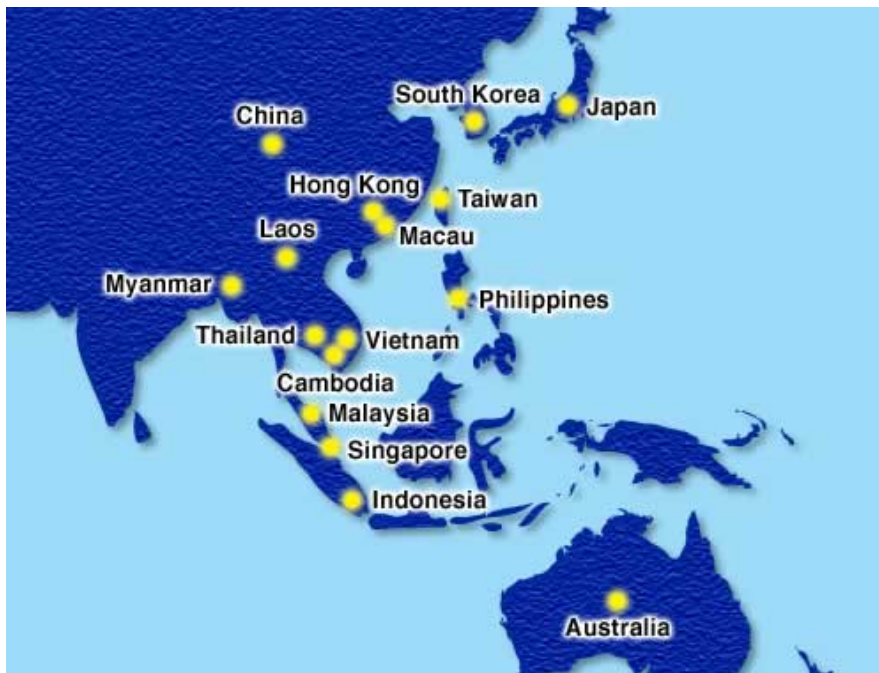 South Korea
Japan
China
Hong Kong
Taiwan
Laos
Macau
Myanmar
Philippines
Thailand
Vietnam
Cambodia
Malaysia
Singapore
Indonesia
Australia